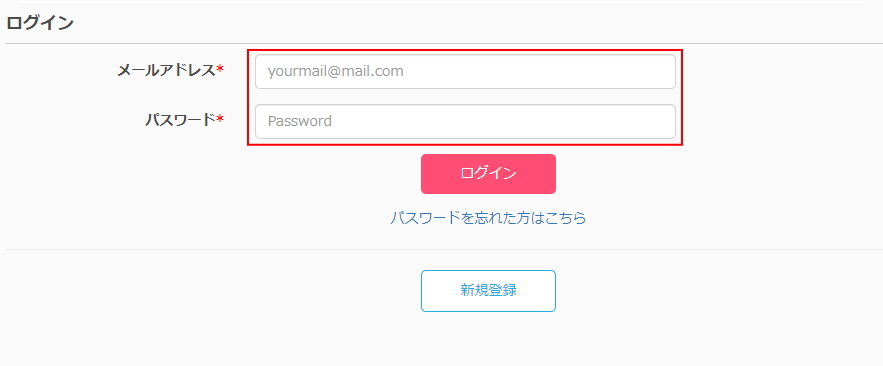 ログイン
メールアドレス* yourmail@mail.com
パスワード* Password
ログイン
パスワードを忘れた方はこちら
新規登録